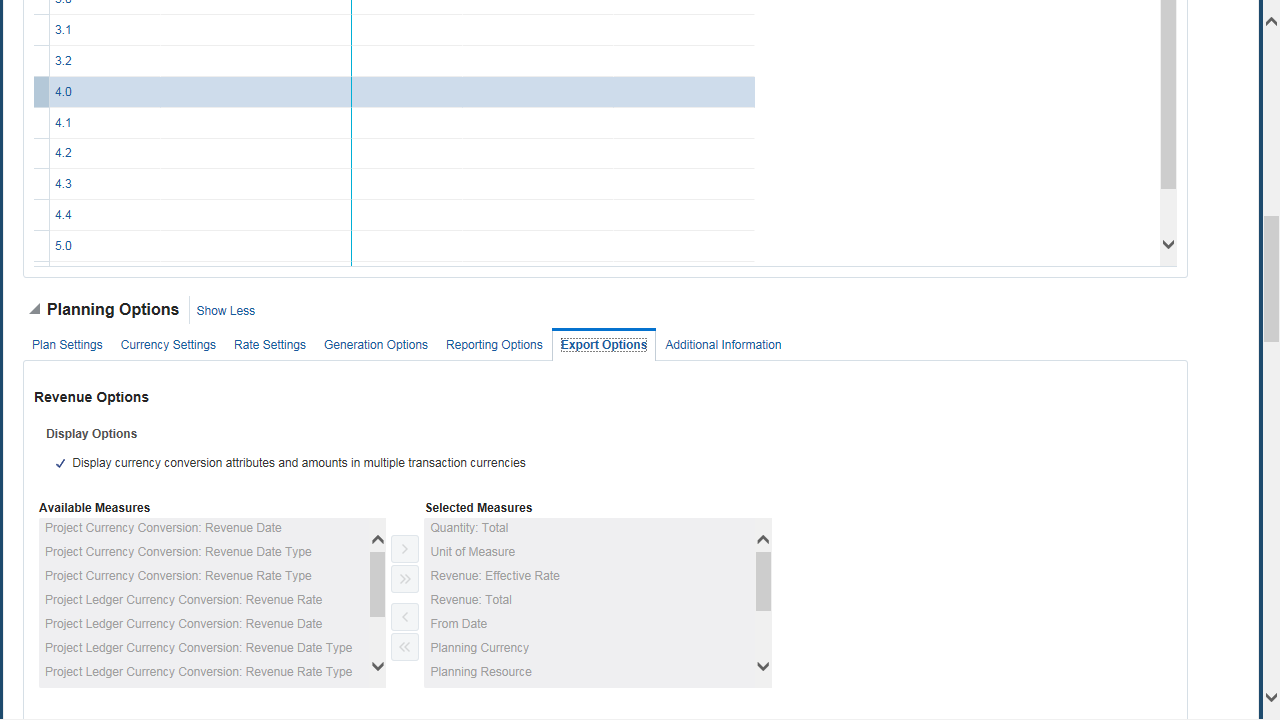 3.1
3.2
4.0
4.1
4.2
4.3
4.4
5.0
Planning Options Show Less
Plan Settings Currency Settings Rate Settings Generation Options Reporting Options Export Options Additional Information
Revenue Options
Display Options
Display currency conversion attributes and amounts in multiple transaction currencies
Available Measures Selected Measures
Project Currency Conversion: Revenue Date Quantity: Total
Project Currency Conversion: Revenue Date Type Unit of Measure
Project Currency Conversion: Revenue Rate Type Revenue: Effective Rate
Project Ledger Currency Conversion: Revenue Rate Revenue: Total
Project Ledger Currency Conversion: Revenue Date From Date
Project Ledger Currency Conversion: Revenue Date Type Planning Currency
Project Ledger Currency Conversion: Revenue Rate Type Planning Resource